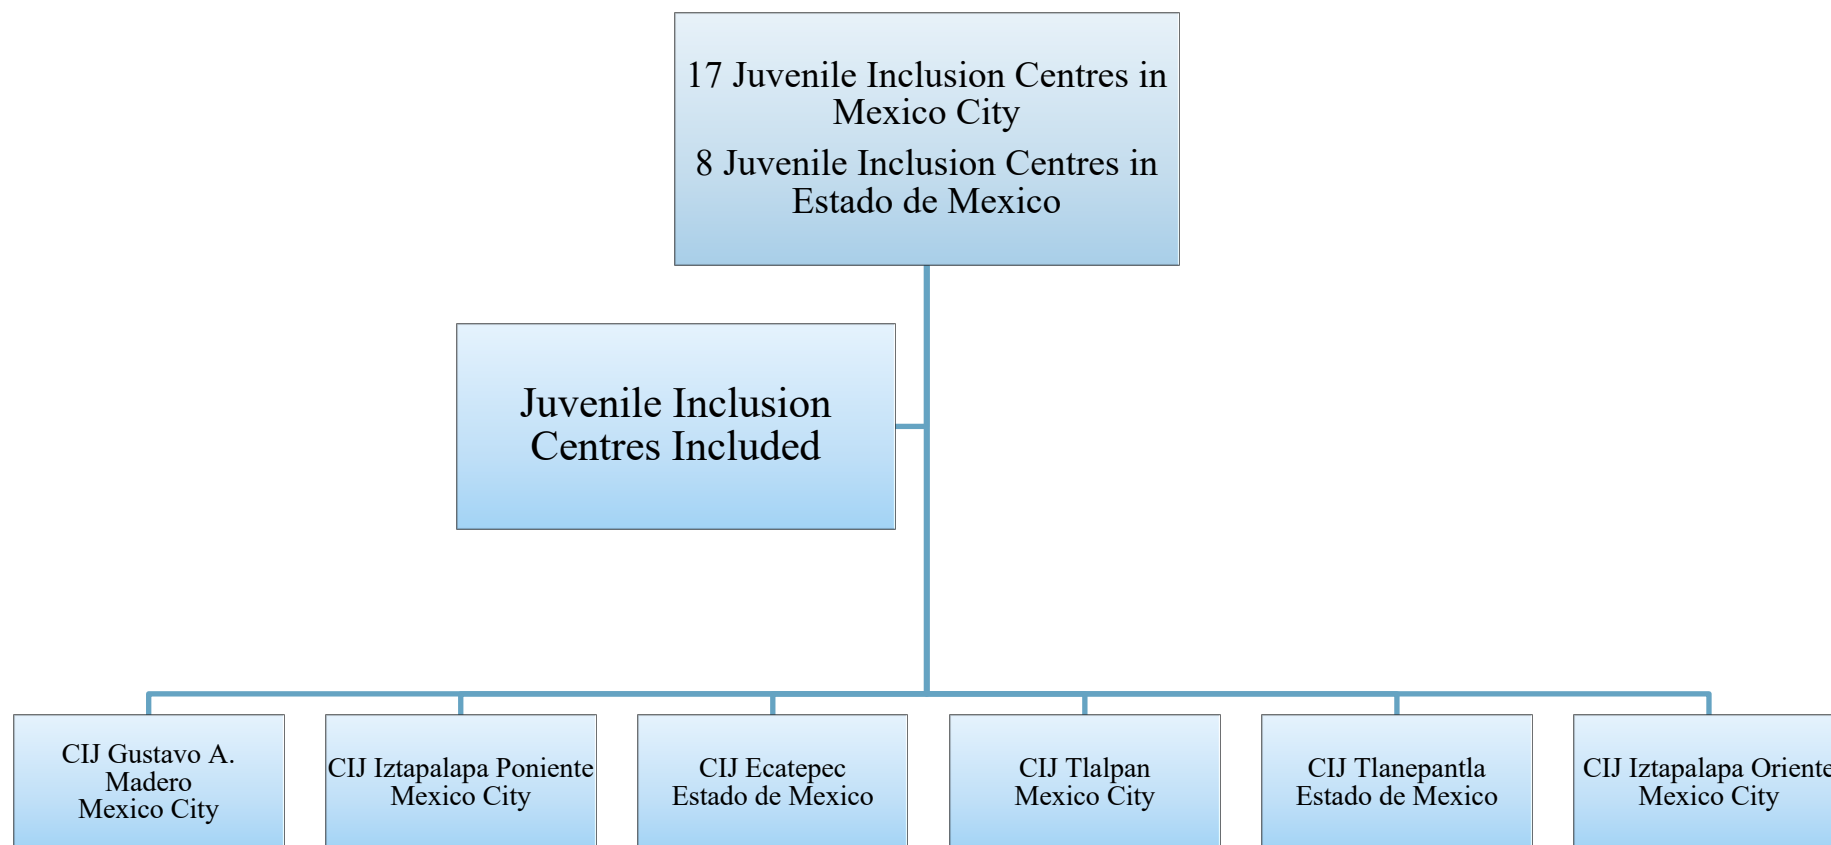 17 Juvenile Inclusion Centres in
Mexico City
8 Juvenile Inclusion Centres in
Estado de Mexico
Juvenile Inclusion
Centres Included
CIJ Gustavo A.
Madero
Mexico City
CIJ Iztapalapa Poniente
Mexico City
CIJ Ecatepec
Estado de Mexico
CIJ Tlalpan
Mexico City
CIJ Tlanepantla
Estado de Mexico
CIJ Iztapalapa Oriente
Mexico City